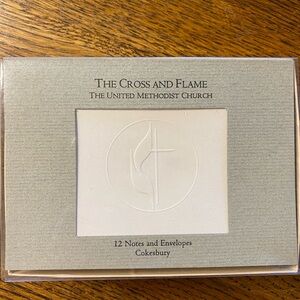 The Cross and Flame
The United Methodist Church
12 Notes and Envelopes
Cokesbury